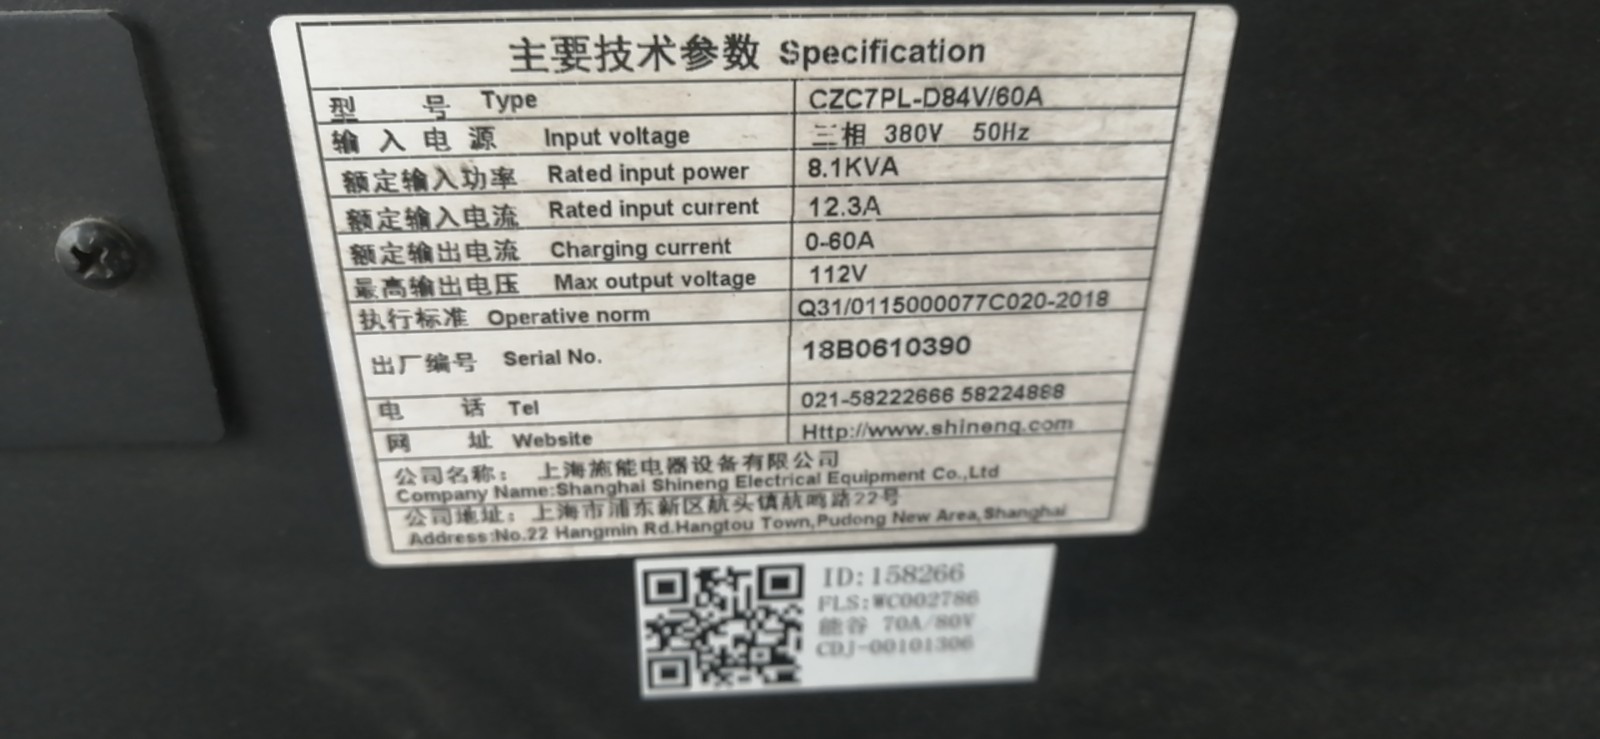 主要技术参数 Specification
型 号 Type CZC7PL-D84V/60A
输入电源 Input voltage 三相 380V 50Hz
额定输入功率 Rated input power 8.1KVA
额定输入电流 Rated input current 12.3A
额定输出电流 Charging current 0-60A
最高输出电压 Max output voltage 112V
执行标准 Operative norm Q31/0115000077C020-2018
出厂编号 Serial No. 18B0610390
电 话 Tel 021-58222666 58224888
网 址 Website Http://www.shineng.com
公司名称: 上海施能电器设备有限公司
Company Name:Shanghai Shineng Electrical Equipment Co.,Ltd
公司地址: 上海市浦东新区航头镇航鸣路22号
Address:No.22 Hangmin Rd.Hangtou Town,Pudong New Area,Shanghai
ID:158266
FLS:WC002786
能谷 70A/80V
CDJ-00101306